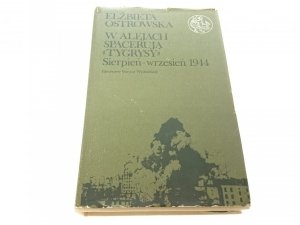 ELŻBIETA
OSTROWSKA
W ALEJACH
SPACERUJĄ
«TYGRYSY»
Sierpień-wrzesień 1944